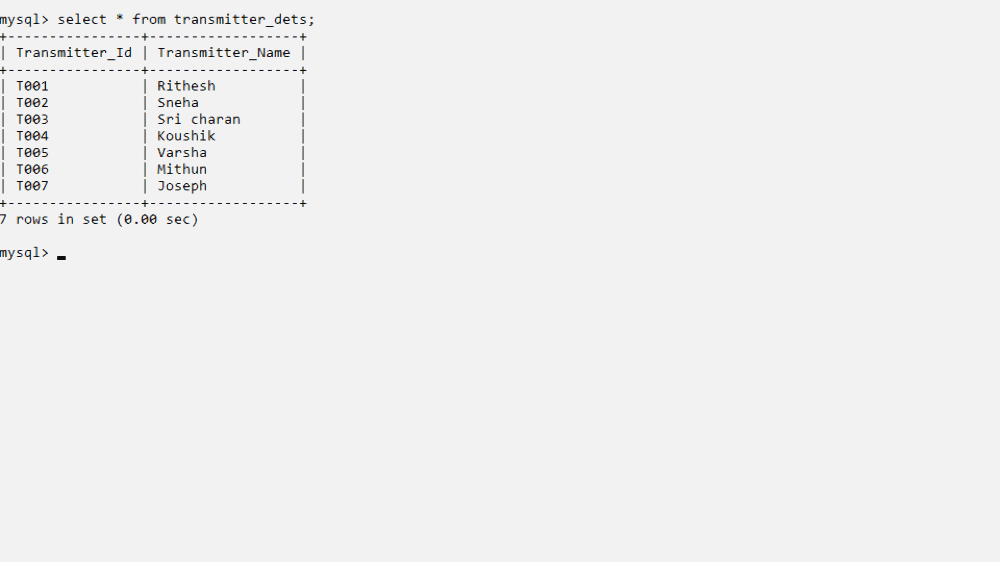 mysql> select * from transmitter_dets;
+----------------+------------------+
| Transmitter_Id | Transmitter_Name |
+----------------+------------------+
| T001           | Rithesh          |
| T002           | Sneha            |
| T003           | Sri charan       |
| T004           | Koushik          |
| T005           | Varsha           |
| T006           | Mithun           |
| T007           | Joseph           |
+----------------+------------------+
7 rows in set (0.00 sec)
mysql> _